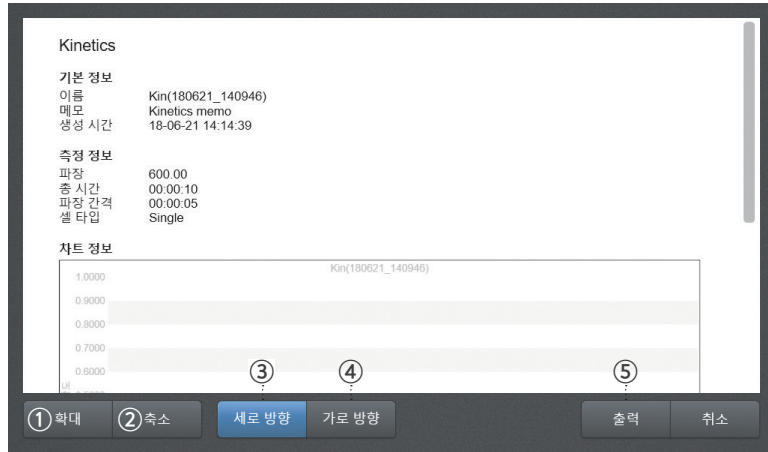 Kinetics
기본 정보
이름 Kin(180621_140946)
메모 Kinetics memo
생성 시간 18-06-21 14:14:39
측정 정보
파장 600.00
총 시간 00:00:10
파장 간격 00:00:05
셀 타입 Single
차트 정보
Kin(180621_140946)
1.0000
0.9000
0.8000
0.7000
0.6000
③ ④ ⑤
①확대 ②축소 세로 방향 가로 방향 출력 취소